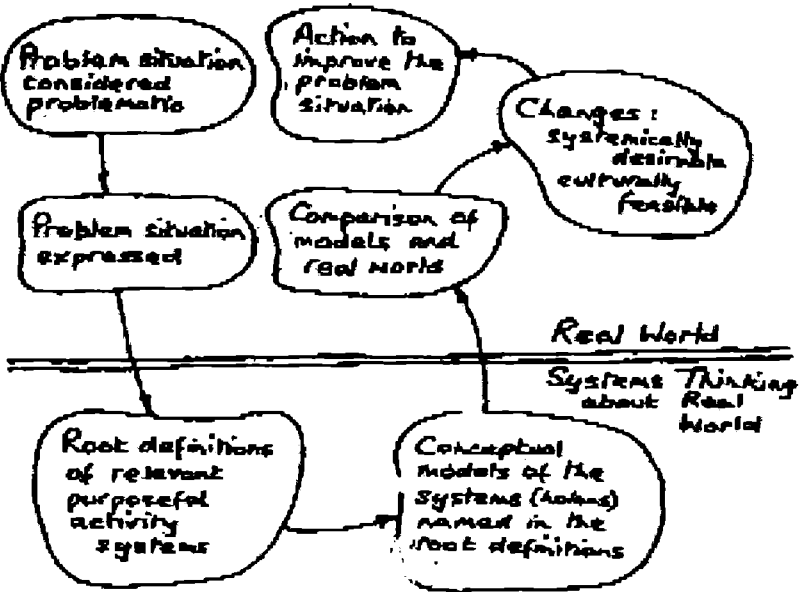 Problem situation
considered
problematic
Action to
improve the
problem
situation
Changes:
systemically
desirable
culturally
feasible
Problem situation
expressed
Comparison of
models and
real world
Real World
Systems Thinking
about Real
World
Root definitions
of relevant
purposeful
activity
systems
Conceptual
models of the
systems (holons)
named in the
root definitions